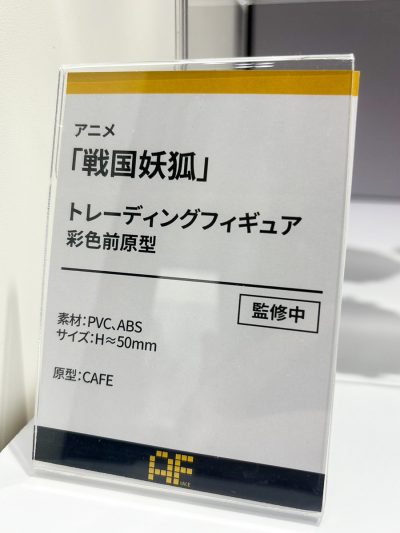 アニメ
「戦国妖狐」
トレーディングフィギュア
彩色前原型
監修中
素材:PVC、ABS
サイズ:H≈50mm
原型:CAFE